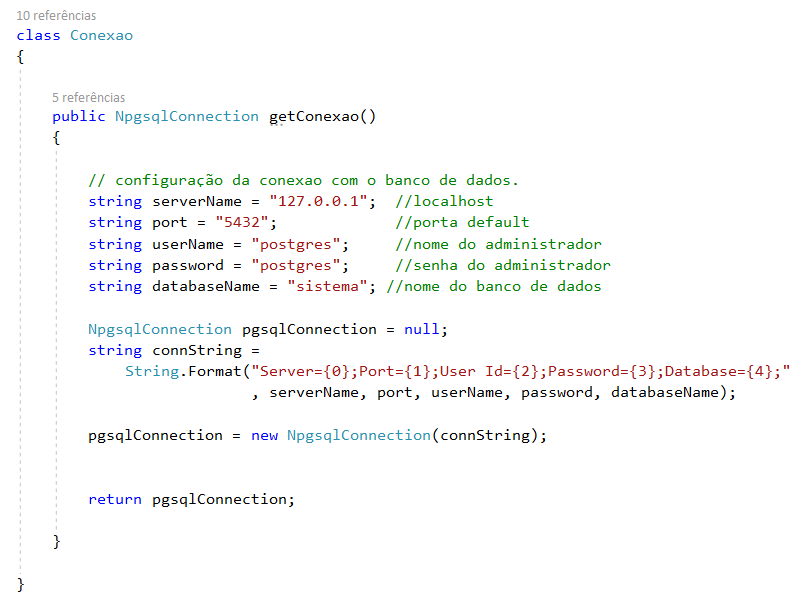 10 referências
class Conexao
{
5 referências
public NpgsqlConnection getConexao()
{
// configuração da conexao com o banco de dados.
string serverName = "127.0.0.1";  //localhost
string port = "5432";             //porta default
string userName = "postgres";     //nome do administrador
string password = "postgres";     //senha do administrador
string databaseName = "sistema"; //nome do banco de dados
NpgsqlConnection pgsqlConnection = null;
string connString =
String.Format("Server={0};Port={1};User Id={2};Password={3};Database={4};"
, serverName, port, userName, password, databaseName);
pgsqlConnection = new NpgsqlConnection(connString);
return pgsqlConnection;
}
}